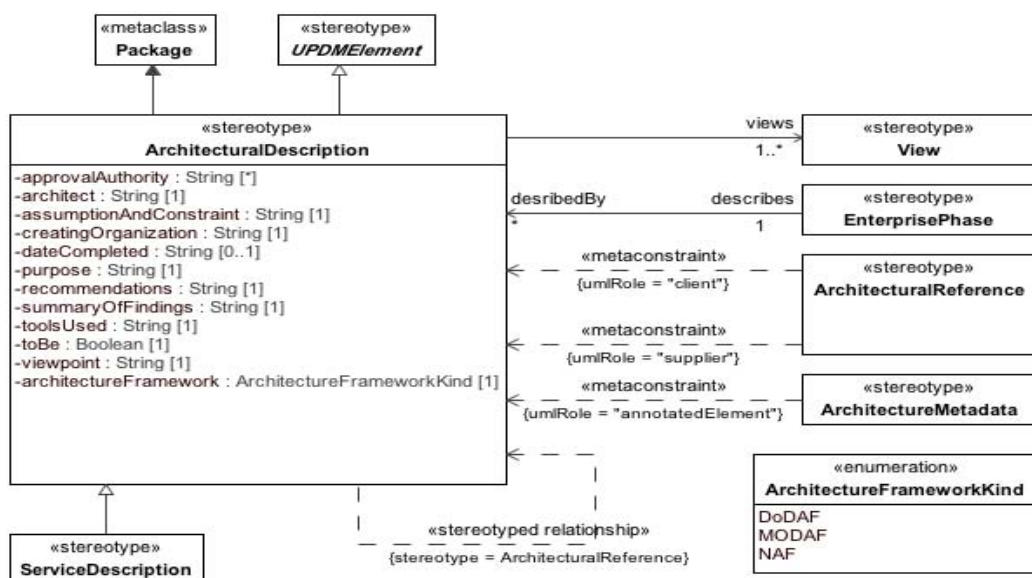 «metaclass»
Package
«stereotype»
UPDMElement
«stereotype»
ArchitecturalDescription
-approvalAuthority : String [*]
-architect : String [1]
-assumptionAndConstraint : String [1]
-creatingOrganization : String [1]
-dateCompleted : String [0..1]
-purpose : String [1]
-recommendations : String [1]
-summaryOfFindings : String [1]
-toolsUsed : String [1]
-toBe : Boolean [1]
-viewpoint : String [1]
-architectureFramework : ArchitectureFrameworkKind [1]
views
1..*
«stereotype»
View
desribedBy
*
describes
1
«stereotype»
EnterprisePhase
«metaconstraint»
{umlRole = "client"}
«stereotype»
ArchitecturalReference
«metaconstraint»
{umlRole = "supplier"}
«metaconstraint»
{umlRole = "annotatedElement"}
«stereotype»
ArchitectureMetadata
«enumeration»
ArchitectureFrameworkKind
DoDAF
MODAF
NAF
«stereotyped relationship»
{stereotype = ArchitecturalReference}
«stereotype»
ServiceDescription